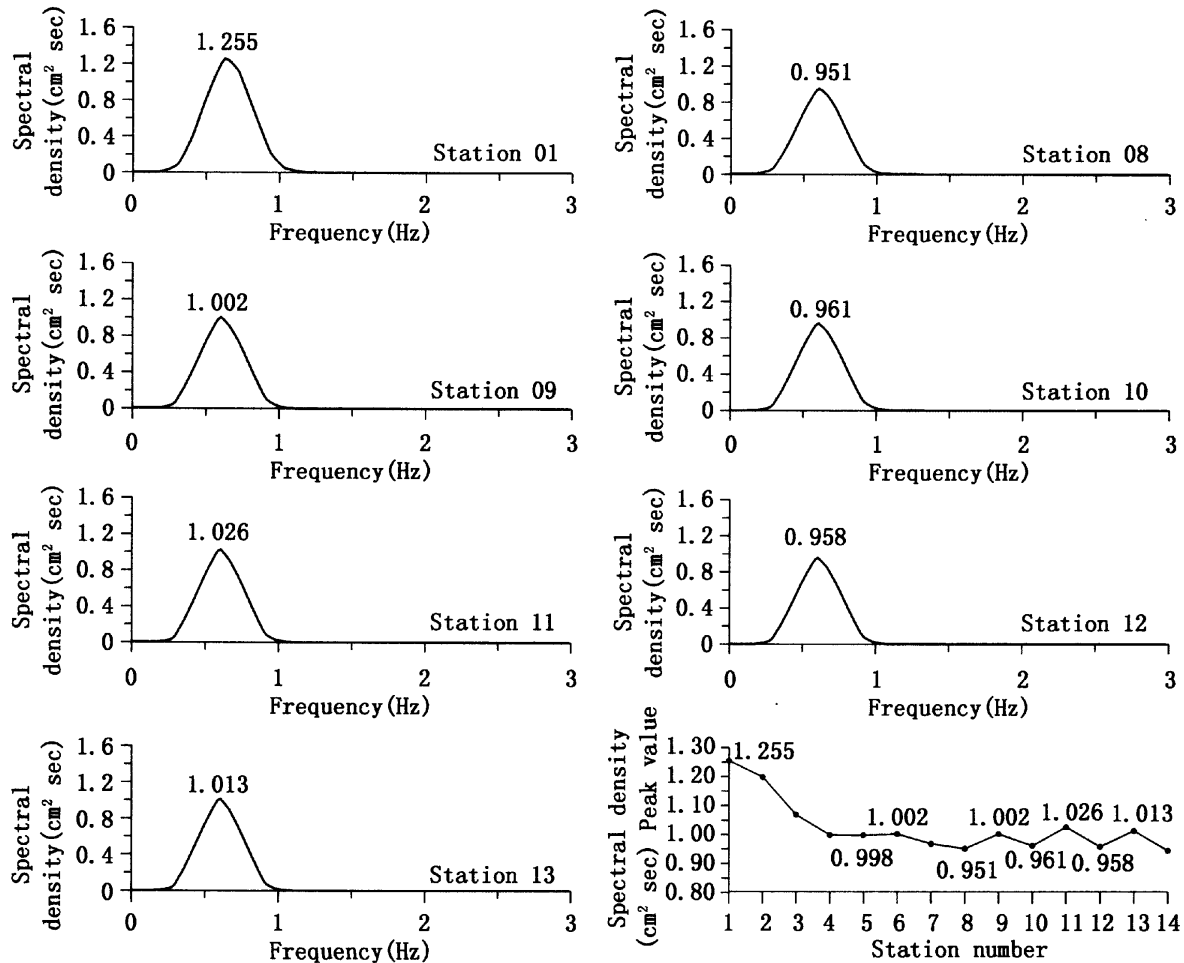 Spectral
density(cm² sec)
1.6
1.2
0.8
0.4
0
1.255
Station 01
0 1 2 3
Frequency(Hz)
Spectral
density(cm² sec)
1.6
1.2
0.8
0.4
0
0.951
Station 08
0 1 2 3
Frequency(Hz)
Spectral
density(cm² sec)
1.6
1.2
0.8
0.4
0
1.002
Station 09
0 1 2 3
Frequency(Hz)
Spectral
density(cm² sec)
1.6
1.2
0.8
0.4
0
0.961
Station 10
0 1 2 3
Frequency(Hz)
Spectral
density(cm² sec)
1.6
1.2
0.8
0.4
0
1.026
Station 11
0 1 2 3
Frequency(Hz)
Spectral
density(cm² sec)
1.6
1.2
0.8
0.4
0
0.958
Station 12
0 1 2 3
Frequency(Hz)
Spectral
density(cm² sec)
1.6
1.2
0.8
0.4
0
1.013
Station 13
0 1 2 3
Frequency(Hz)
Spectral density
(cm² sec) Peak value
1.30
1.20
1.10
1.00
0.90
0.80
1.255
0.998
1.002
0.951
1.002
0.961
1.026
0.958
1.013
1 2 3 4 5 6 7 8 9 10 11 12 13 14
Station number